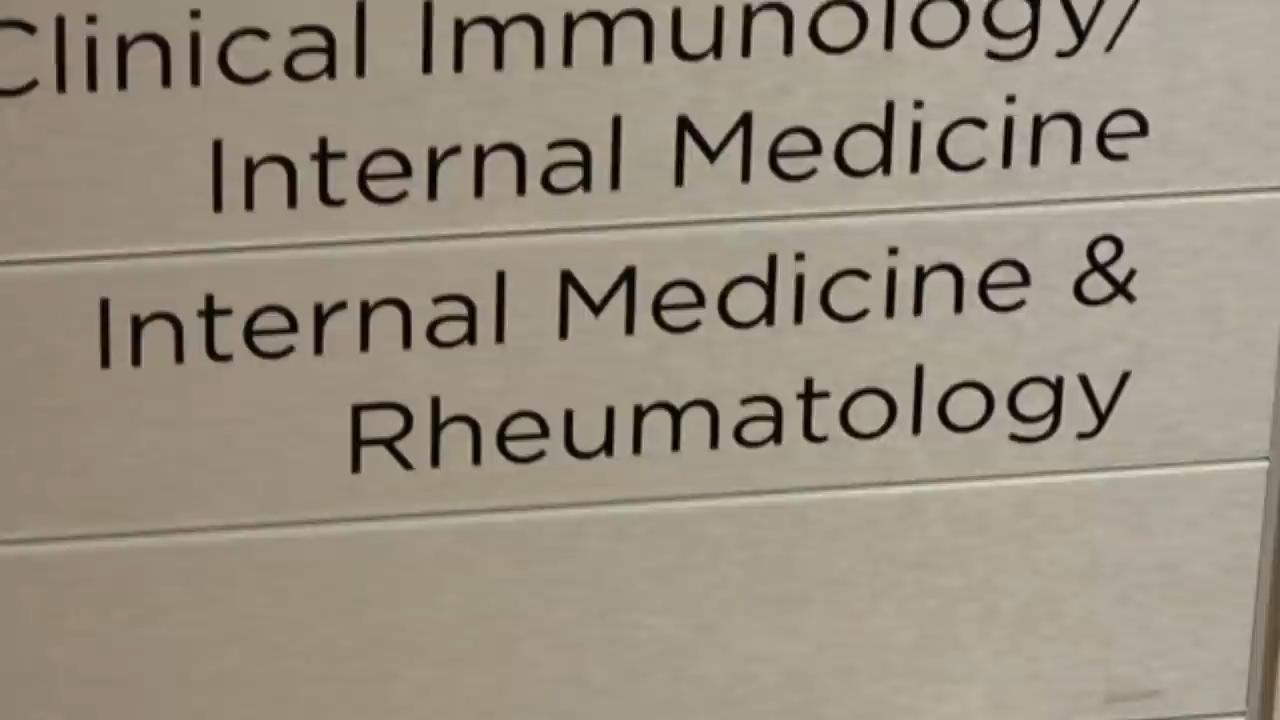 Clinical Immunology/
Internal Medicine
Internal Medicine &
Rheumatology